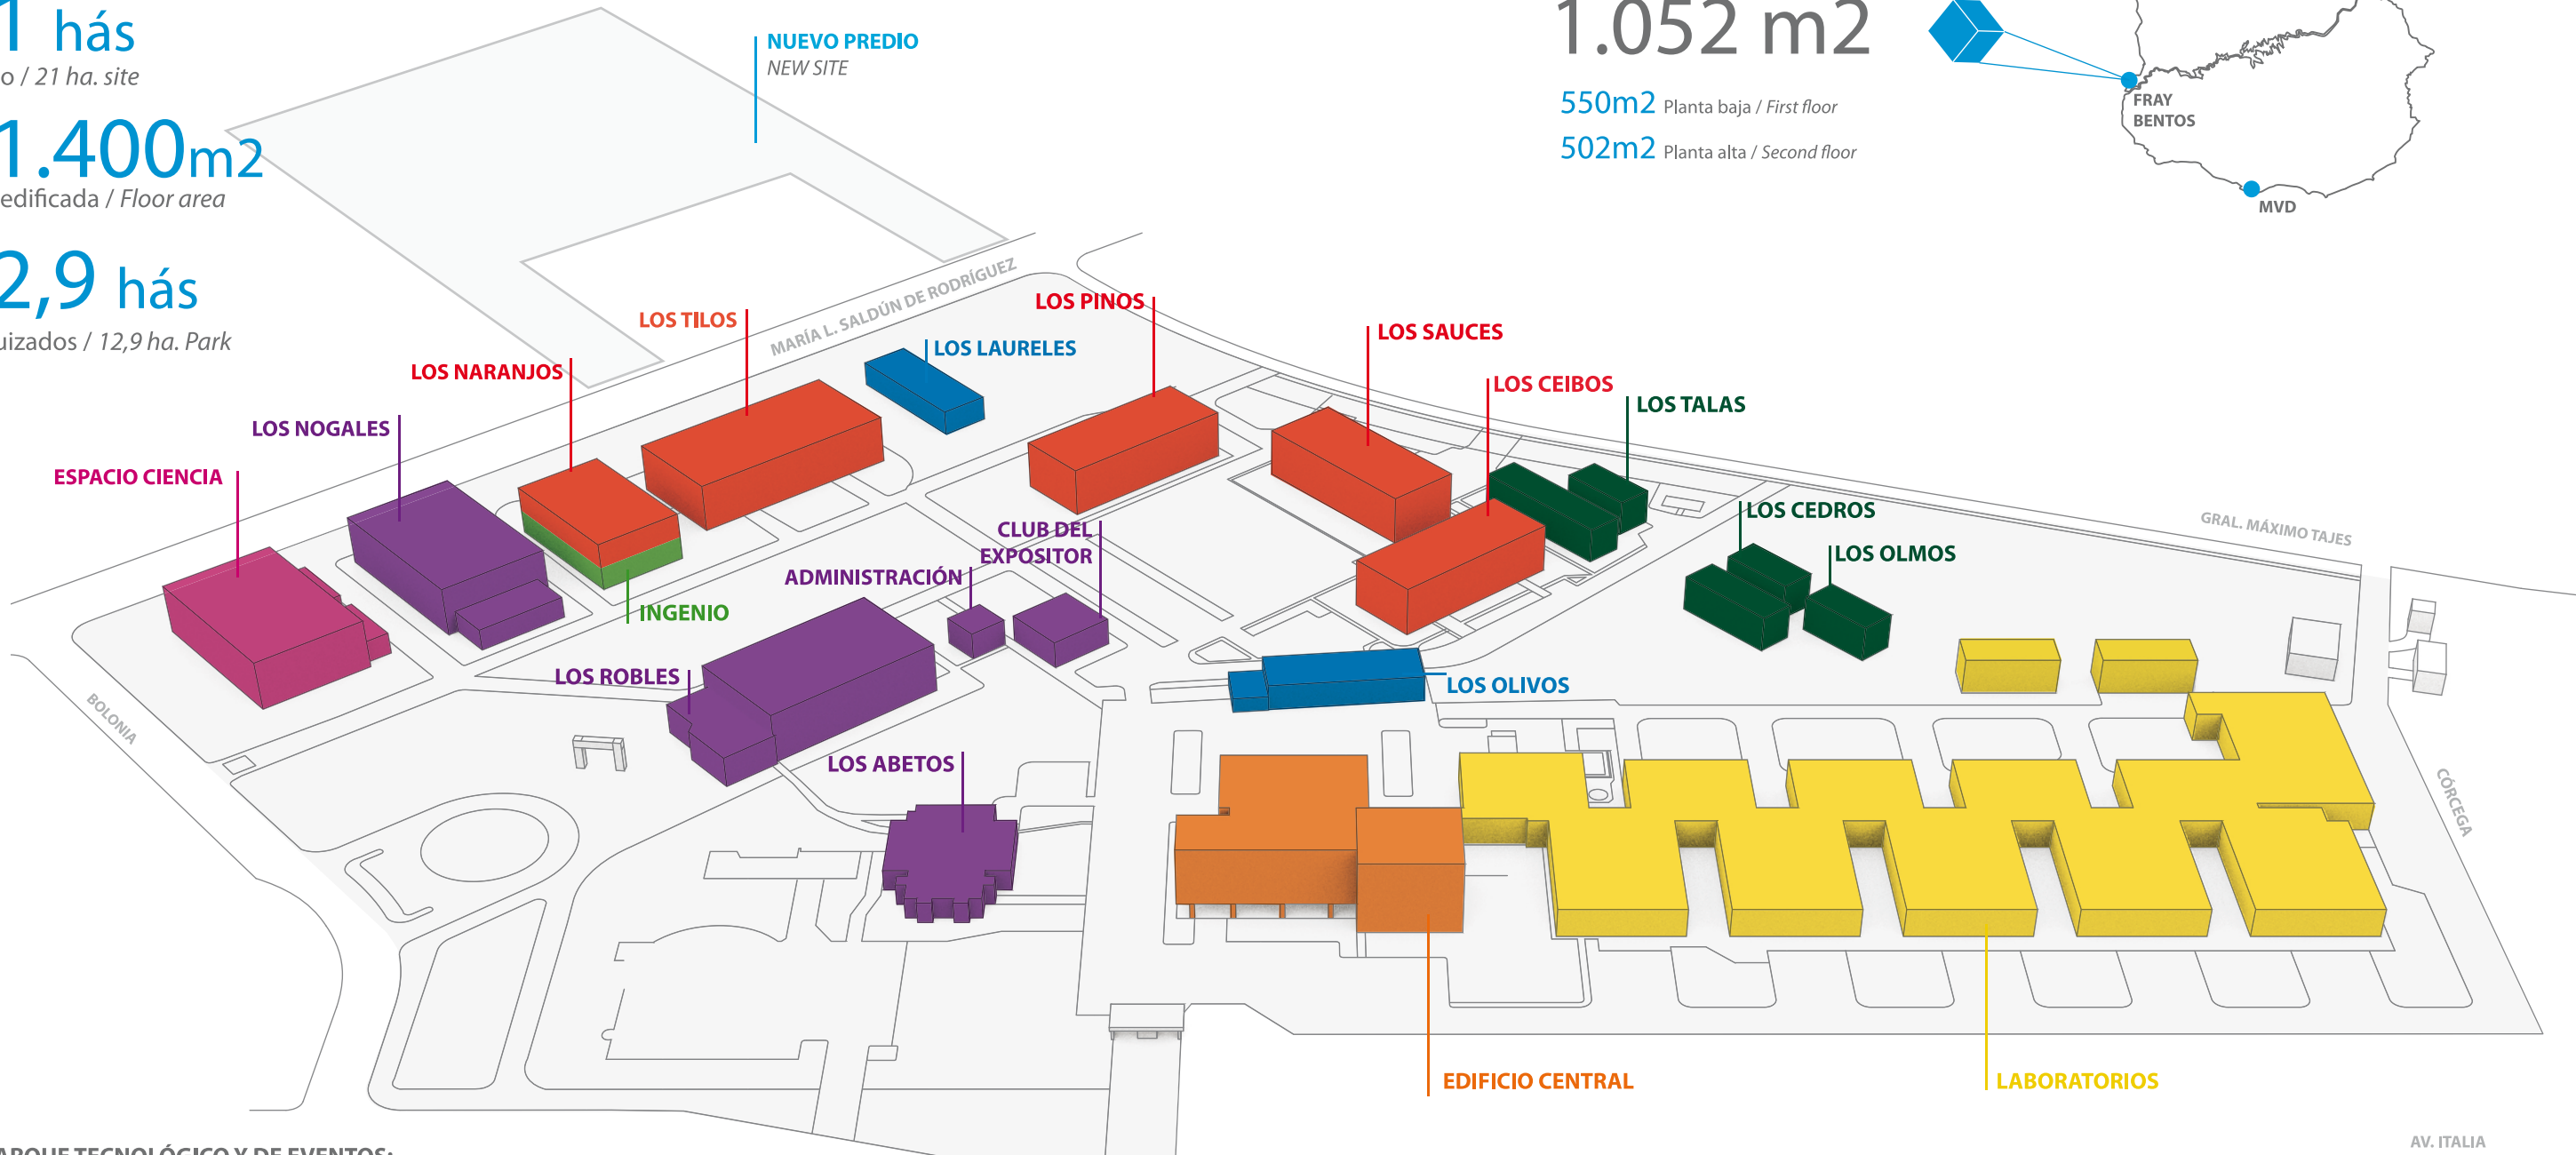 1 hás
o / 21 ha. site
1.400m2
edificada / Floor area
2,9 hás
uizados / 12,9 ha. Park
NUEVO PREDIO
NEW SITE
1.052 m2
550m2 Planta baja / First floor
502m2 Planta alta / Second floor
FRAY
BENTOS
MVD
MARÍA L. SALDÚN DE RODRÍGUEZ
LOS PINOS
LOS TILOS
LOS SAUCES
LOS LAURELES
LOS NARANJOS
LOS CEIBOS
LOS TALAS
LOS NOGALES
ESPACIO CIENCIA
LOS CEDROS
GRAL. MÁXIMO TAJES
CLUB DEL
EXPOSITOR
LOS OLMOS
ADMINISTRACIÓN
INGENIO
LOS ROBLES
LOS OLIVOS
BOLONIA
LOS ABETOS
CÓRCEGA
EDIFICIO CENTRAL
LABORATORIOS
AV. ITALIA
ARQUE TECNOLÓGICO Y DE EVENTOS: